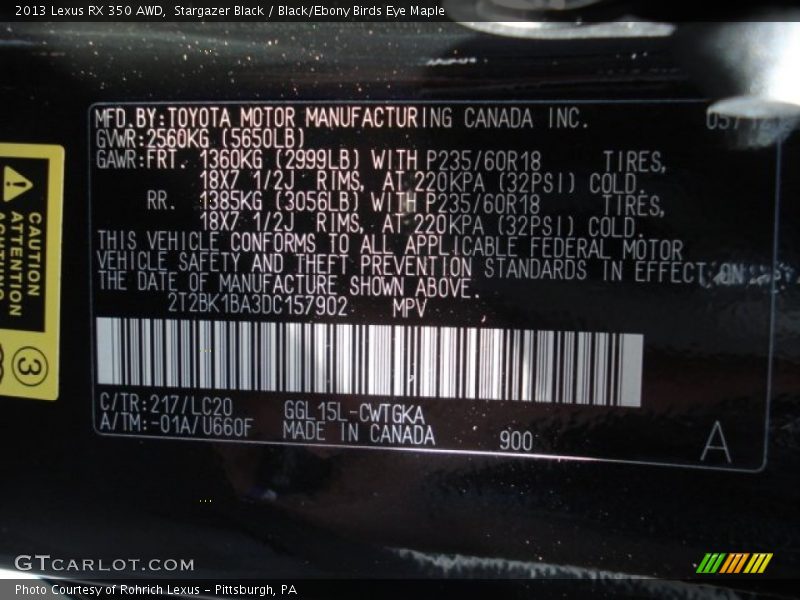 2013 Lexus RX 350 AWD,  Stargazer Black / Black/Ebony Birds Eye Maple
MFD.BY:TOYOTA MOTOR MANUFACTURING CANADA INC.
GVWR:2560KG (5650LB)
GAWR:FRT. 1360KG (2999LB) WITH P235/60R18 TIRES,
18X7 1/2J RIMS, AT 220KPA (32PSI) COLD.
RR. 1385KG (3056LB) WITH P235/60R18 TIRES,
18X7 1/2J RIMS, AT 220KPA (32PSI) COLD.
THIS VEHICLE CONFORMS TO ALL APPLICABLE FEDERAL MOTOR
VEHICLE SAFETY AND THEFT PREVENTION STANDARDS IN EFFECT ON
THE DATE OF MANUFACTURE SHOWN ABOVE.
2T2BK1BA3DC157902 MPV
C/TR:217/LC20 GGL15L-CWTGKA
A/TM:-01A/U660F MADE IN CANADA 900 A
CAUTION
ATTENTION
ACHTUNG
3
GTCARLOT.COM
Photo Courtesy of Rohrich Lexus - Pittsburgh, PA